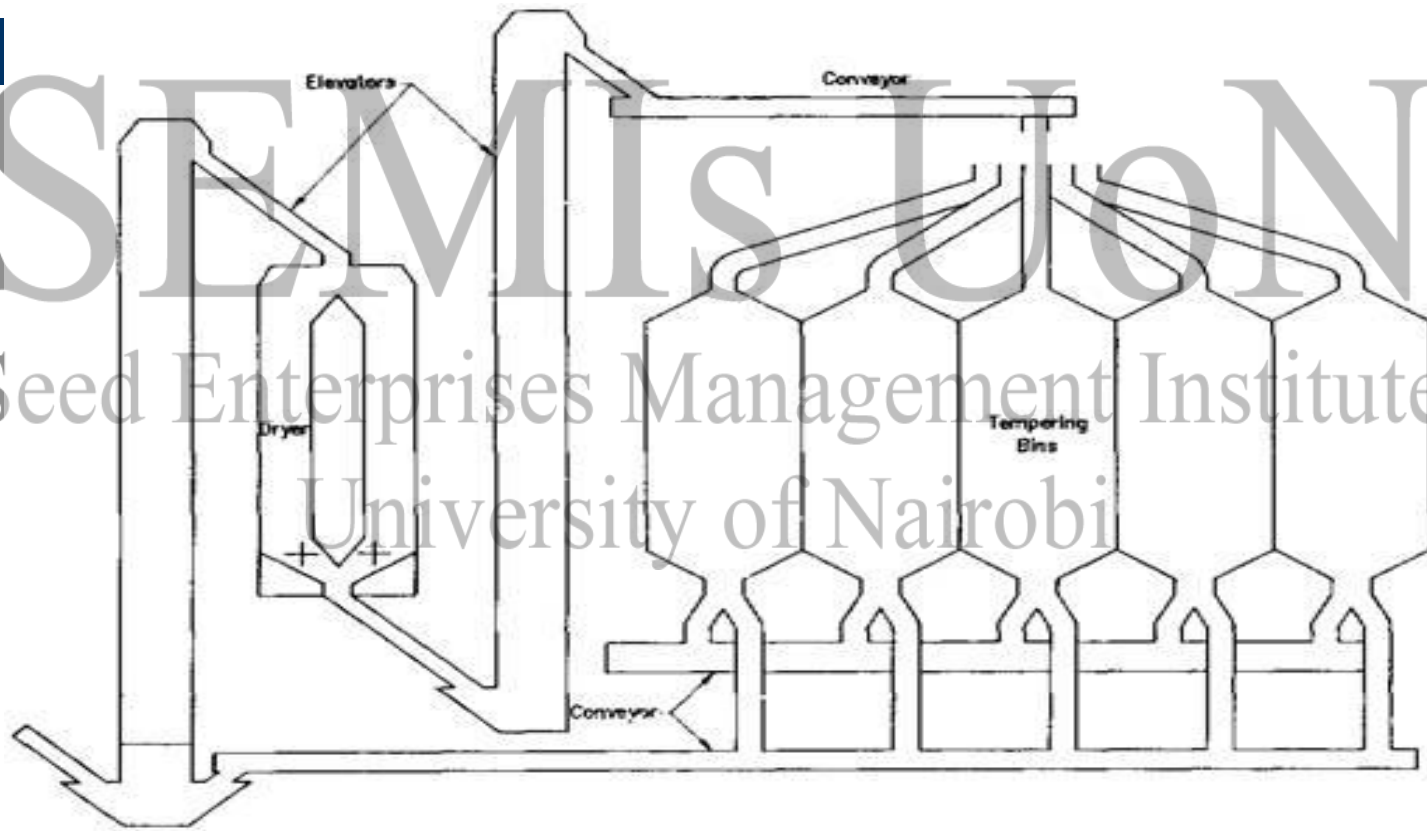 SEMIs UoN
Seed Enterprises Management Institute
University of Nairobi
Elevators
Conveyor
Dryer
Tempering
Bins
Conveyor